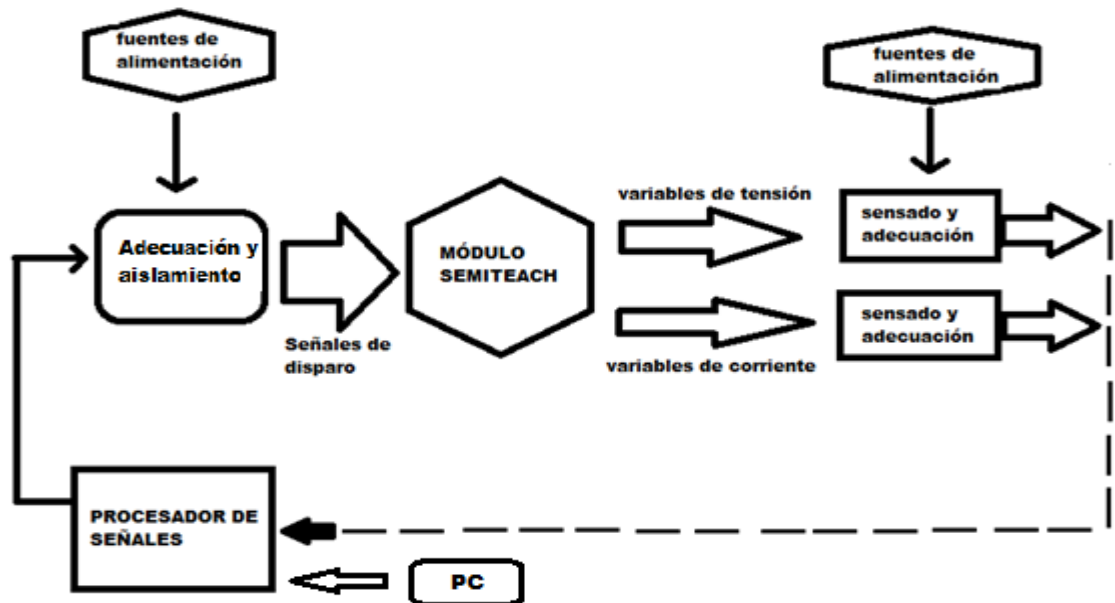 fuentes de
alimentación
fuentes de
alimentación
Adecuación y
aislamiento
Señales de
disparo
MÓDULO
SEMITEACH
variables de tensión
variables de corriente
sensado y
adecuación
sensado y
adecuación
PROCESADOR DE
SEÑALES
PC